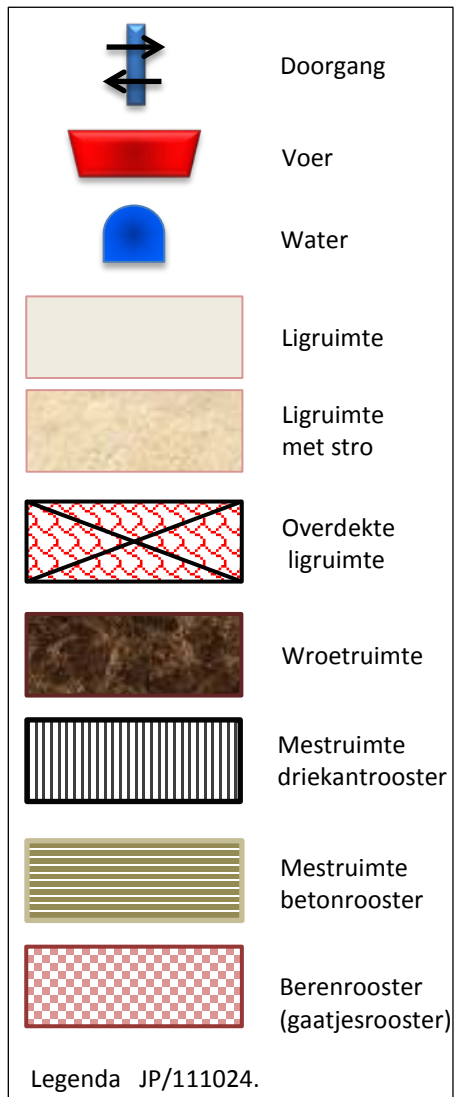 Doorgang
Voer
Water
Ligruimte
Ligruimte
met stro
Overdekte
ligruimte
Wroetruimte
Mestruimte
driekantrooster
Mestruimte
betonrooster
Berenrooster
(gaatjesrooster)
Legenda JP/111024.